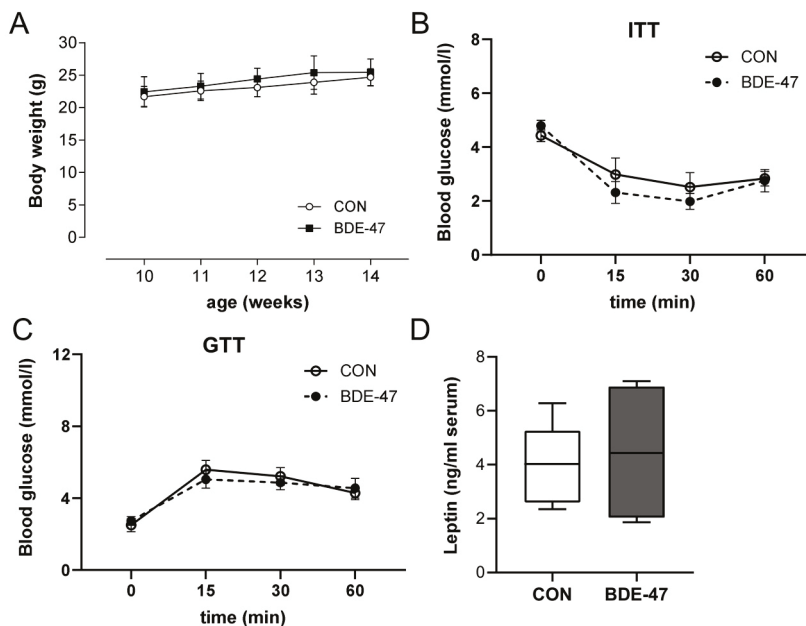 A
Body weight (g)
30
25
20
15
10
5
0
CON
BDE-47
10 11 12 13 14
age (weeks)
B
ITT
Blood glucose (mmol/l)
8
6
4
2
0
CON
BDE-47
0 15 30 60
time (min)
C
GTT
Blood glucose (mmol/l)
12
8
4
0
CON
BDE-47
0 15 30 60
time (min)
D
Leptin (ng/ml serum)
8
6
4
2
0
CON BDE-47